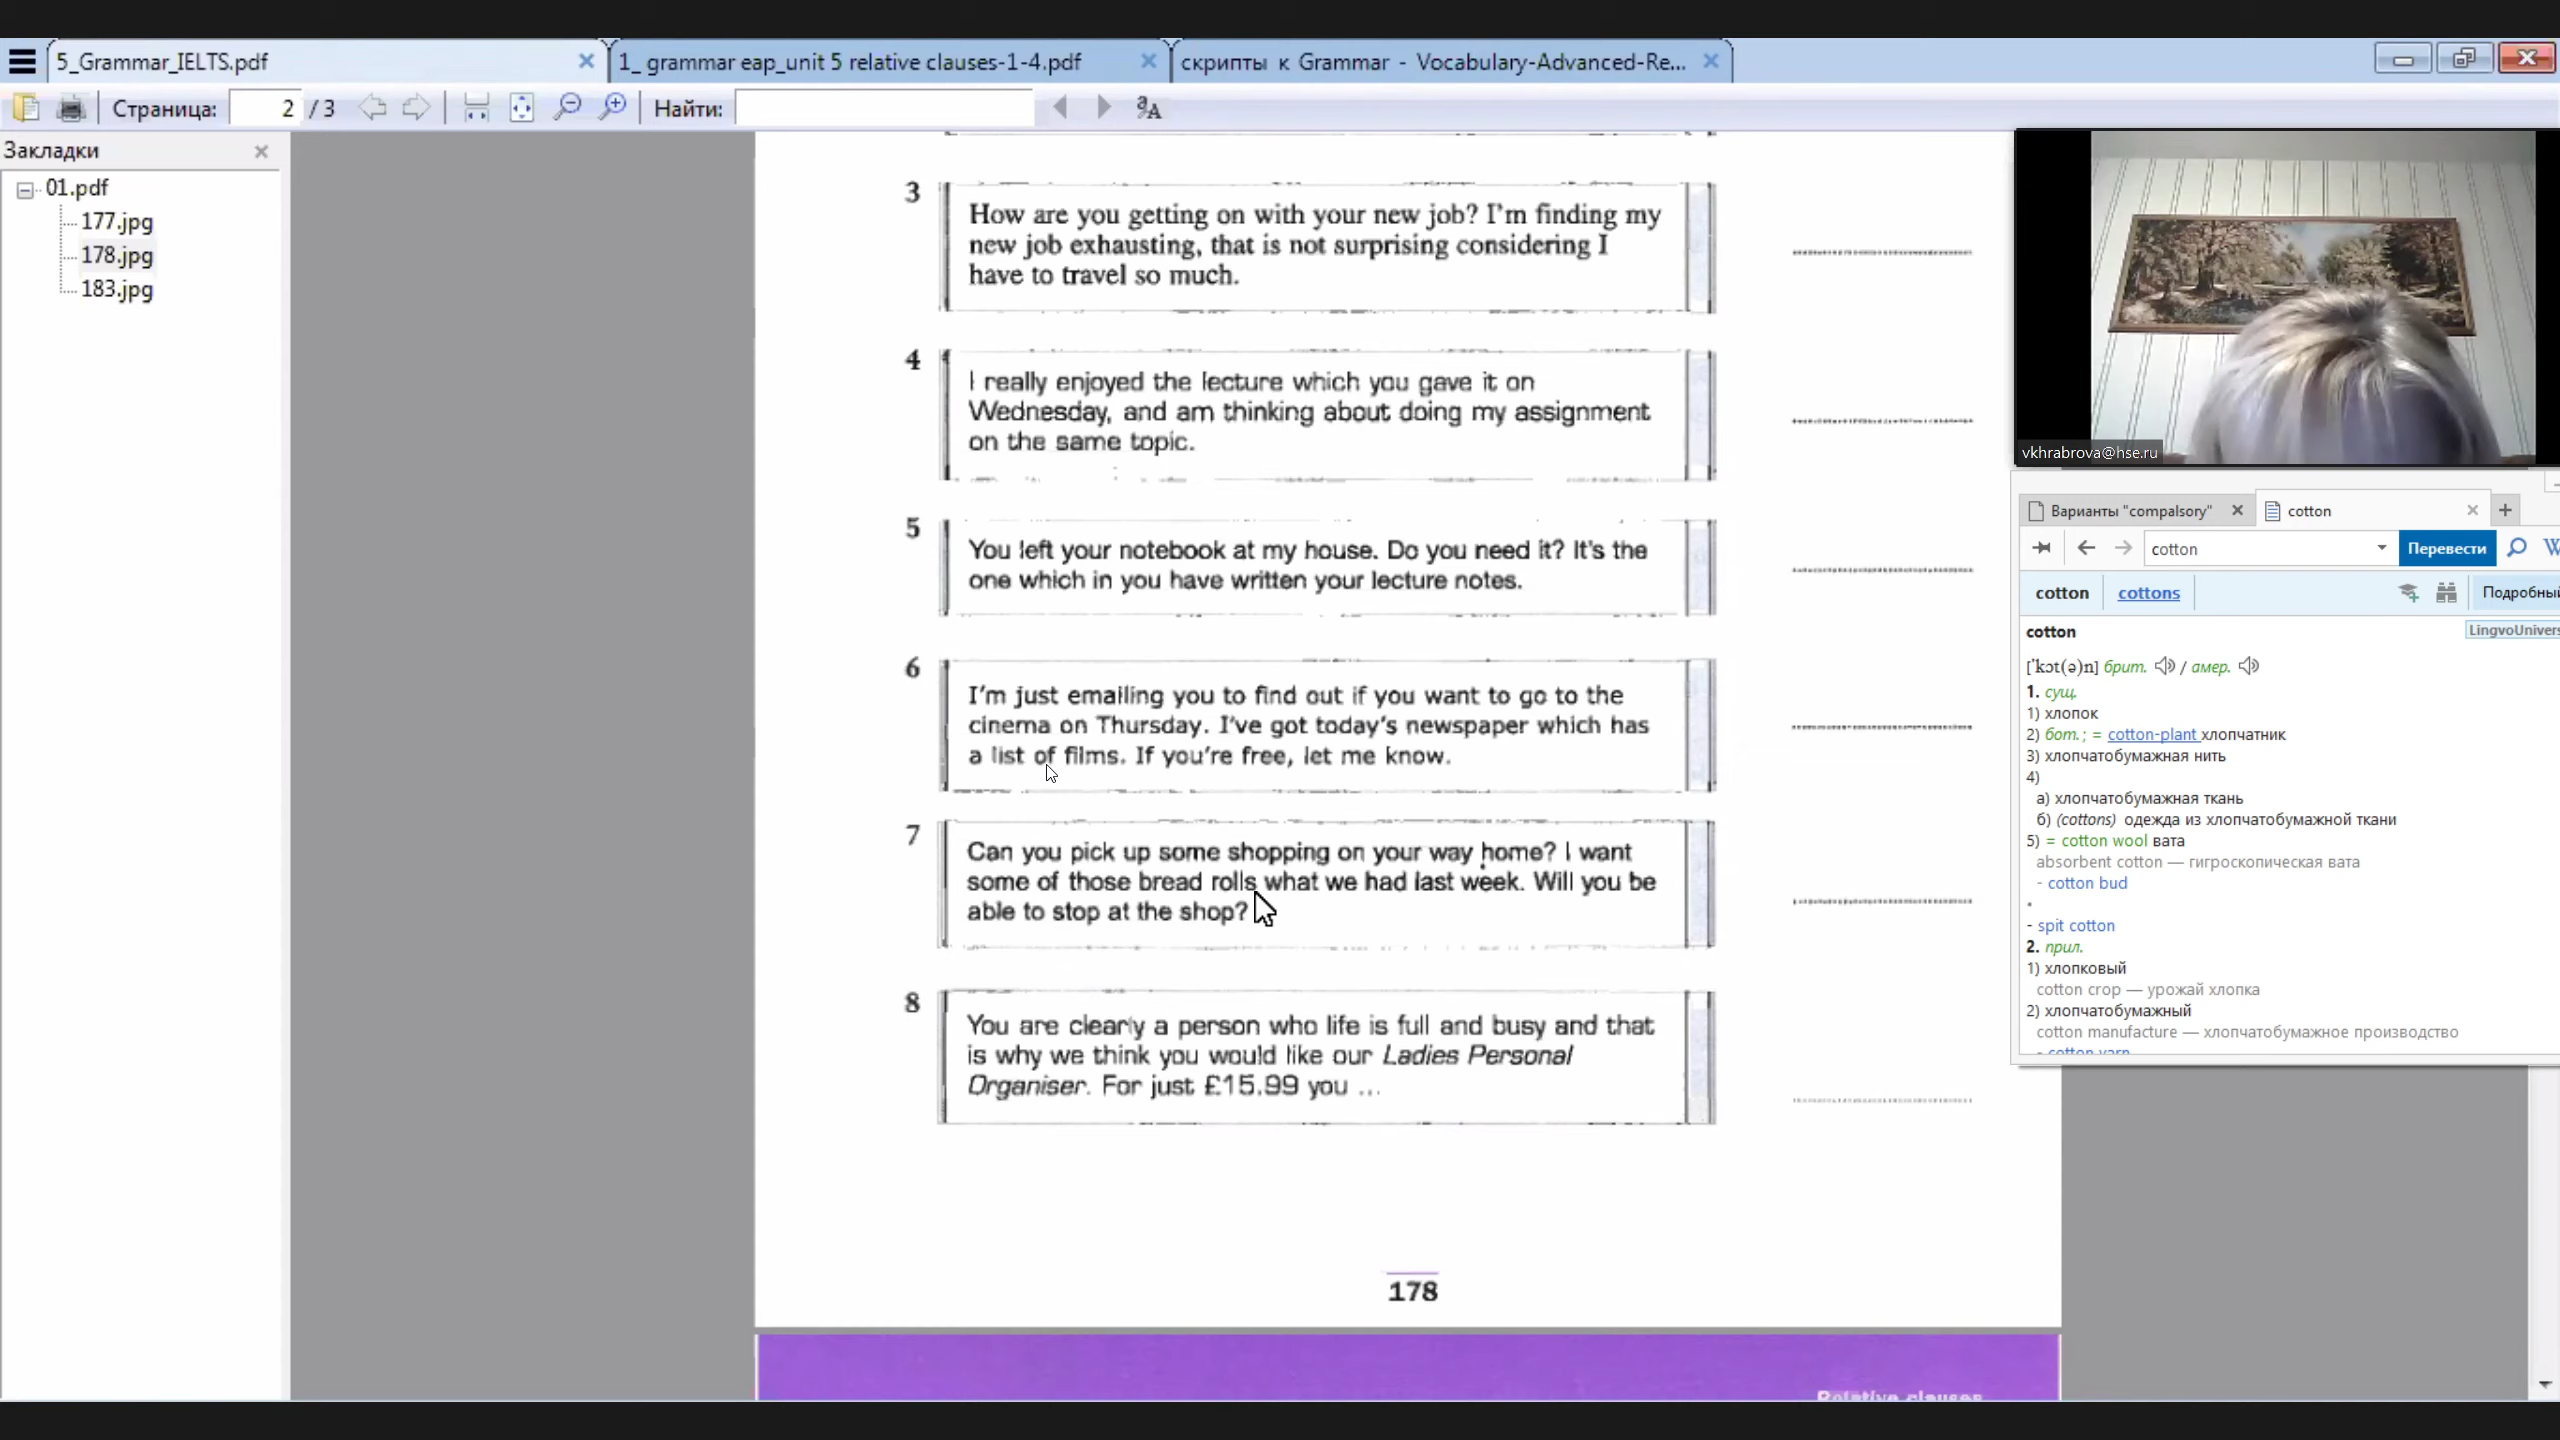 5_Grammar_IELTS.pdf
1_ grammar eap_unit 5 relative clauses-1-4.pdf
скрипты к Grammar - Vocabulary-Advanced-Re...
Страница: 2 / 3
Найти:
Закладки
01.pdf
177.jpg
178.jpg
183.jpg
3
How are you getting on with your new job? I'm finding my
new job exhausting, that is not surprising considering I
have to travel so much.
4
I really enjoyed the lecture which you gave it on
Wednesday, and am thinking about doing my assignment
on the same topic.
5
You left your notebook at my house. Do you need it? It's the
one which in you have written your lecture notes.
6
I'm just emailing you to find out if you want to go to the
cinema on Thursday. I've got today's newspaper which has
a list of films. If you're free, let me know.
7
Can you pick up some shopping on your way home? I want
some of those bread rolls what we had last week. Will you be
able to stop at the shop?
8
You are clearly a person who life is full and busy and that
is why we think you would like our Ladies Personal
Organiser. For just £15.99 you ...
178
Relative clauses
vkhrabrova@hse.ru
Варианты "compalsory"
cotton
cotton
Перевести
W
cotton
cottons
Подробный
cotton
LingvoUnivers
['kɔt(ə)n] брит. / амер.
1. сущ.
1) хлопок
2) бот.; = cotton-plant хлопчатник
3) хлопчатобумажная нить
4)
а) хлопчатобумажная ткань
б) (cottons) одежда из хлопчатобумажной ткани
5) = cotton wool вата
absorbent cotton — гигроскопическая вата
- cotton bud
•
- spit cotton
2. прил.
1) хлопковый
cotton crop — урожай хлопка
2) хлопчатобумажный
cotton manufacture — хлопчатобумажное производство
- cotton yarn